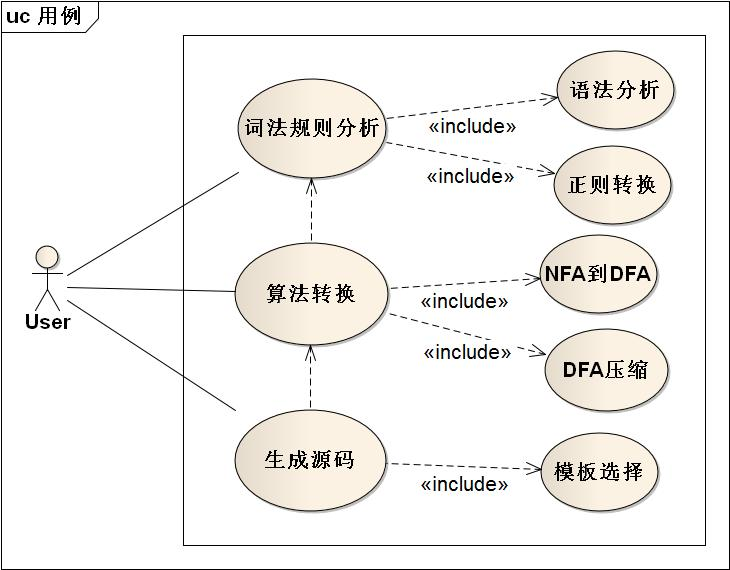 uc 用例
语法分析
词法规则分析
«include»
«include»
正则转换
NFA到DFA
算法转换
«include»
User
«include»
DFA压缩
生成源码
模板选择
«include»